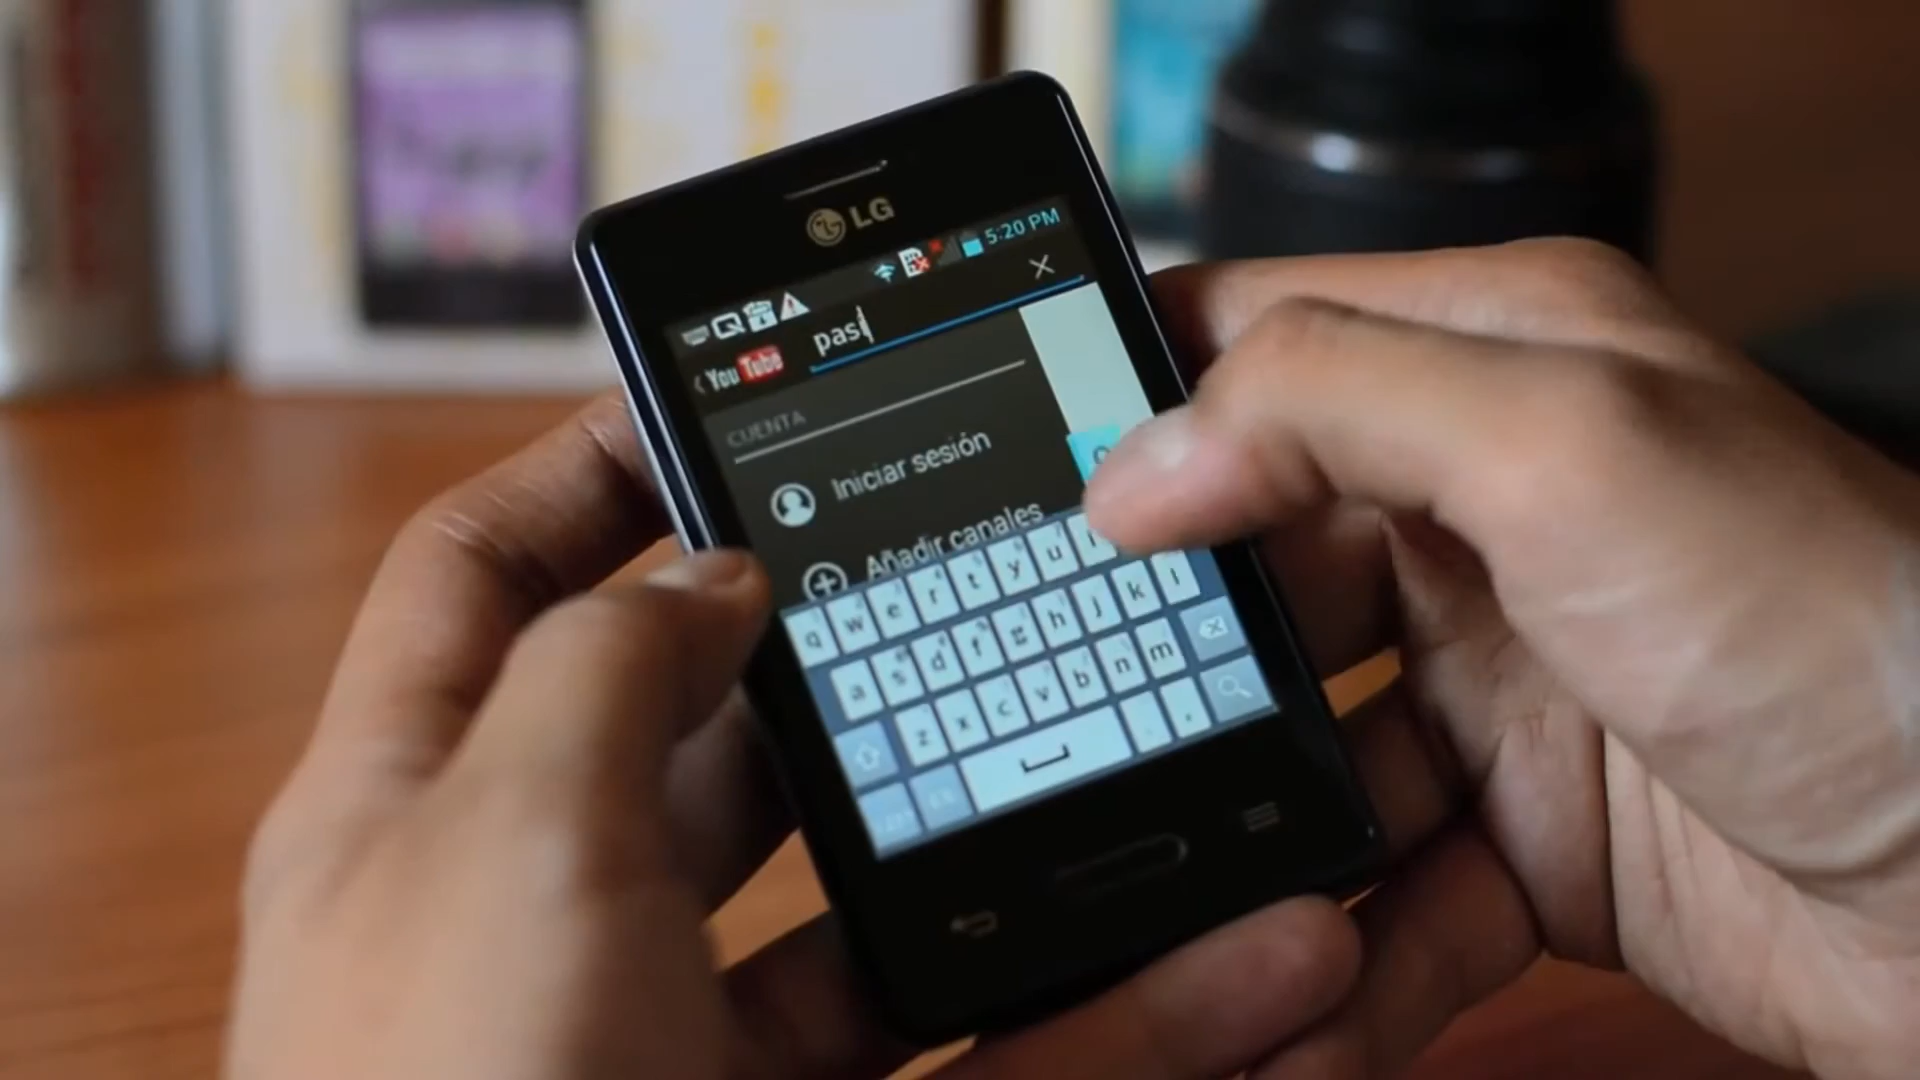 LG
5:20 PM
YouTube pas
CUENTA
Iniciar sesión
Añadir canales
q w e r t y u i
a s d f g h j k l
z x c v b n m